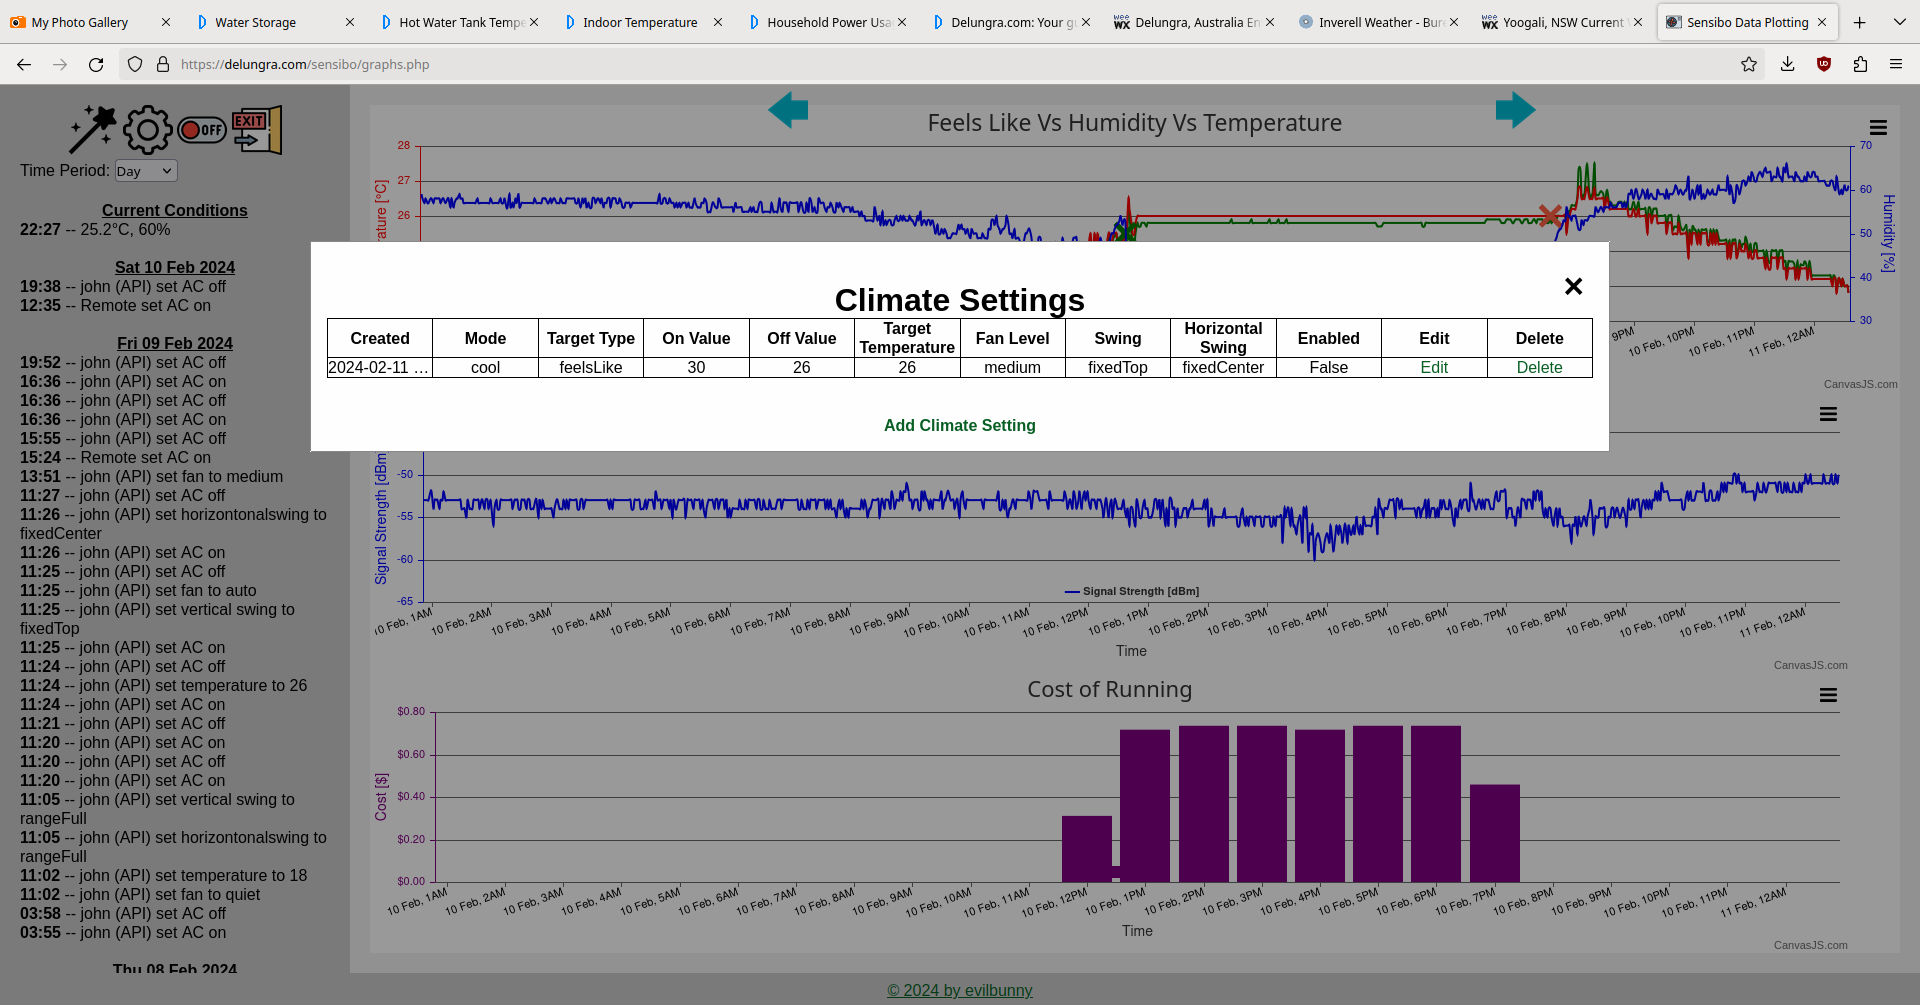 My Photo Gallery
Water Storage
Hot Water Tank Tempe
Indoor Temperature
Household Power Usa
Delungra.com: Your g
Delungra, Australia En
Inverell Weather - Bur
Yoogali, NSW Current
Sensibo Data Plotting
https://delungra.com/sensibo/graphs.php
OFF
EXIT
Time Period: Day
Current Conditions
22:27 -- 25.2°C, 60%
Sat 10 Feb 2024
19:38 -- john (API) set AC off
12:35 -- Remote set AC on
Fri 09 Feb 2024
19:52 -- john (API) set AC off
16:36 -- john (API) set AC on
16:36 -- john (API) set AC off
16:36 -- john (API) set AC on
15:55 -- john (API) set AC off
15:24 -- Remote set AC on
13:51 -- john (API) set fan to medium
11:27 -- john (API) set AC off
11:26 -- john (API) set horizontonalswing to
fixedCenter
11:26 -- john (API) set AC on
11:25 -- john (API) set AC off
11:25 -- john (API) set fan to auto
11:25 -- john (API) set vertical swing to
fixedTop
11:25 -- john (API) set AC on
11:24 -- john (API) set AC off
11:24 -- john (API) set temperature to 26
11:24 -- john (API) set AC on
11:21 -- john (API) set AC off
11:20 -- john (API) set AC on
11:20 -- john (API) set AC off
11:20 -- john (API) set AC on
11:05 -- john (API) set vertical swing to
rangeFull
11:05 -- john (API) set horizontonalswing to
rangeFull
11:02 -- john (API) set temperature to 18
11:02 -- john (API) set fan to quiet
03:58 -- john (API) set AC off
03:55 -- john (API) set AC on
Thu 08 Feb 2024
Feels Like Vs Humidity Vs Temperature
28
27
26
rature [°C]
70
60
50
40
30
Humidity [%]
9PM
10 Feb, 10PM
10 Feb, 11PM
11 Feb, 12AM
CanvasJS.com
Climate Settings
Created Mode Target Type On Value Off Value Target Temperature Fan Level Swing Horizontal Swing Enabled Edit Delete
2024-02-11 … cool feelsLike 30 26 26 medium fixedTop fixedCenter False Edit Delete
Add Climate Setting
Signal Strength [dBm
-50
-55
-60
-65
Signal Strength [dBm]
10 Feb, 1AM 10 Feb, 2AM 10 Feb, 3AM 10 Feb, 4AM 10 Feb, 5AM 10 Feb, 6AM 10 Feb, 7AM 10 Feb, 8AM 10 Feb, 9AM 10 Feb, 10AM 10 Feb, 11AM 10 Feb, 12PM 10 Feb, 1PM 10 Feb, 2PM 10 Feb, 3PM 10 Feb, 4PM 10 Feb, 5PM 10 Feb, 6PM 10 Feb, 7PM 10 Feb, 8PM 10 Feb, 9PM 10 Feb, 10PM 10 Feb, 11PM 11 Feb, 12AM
Time
CanvasJS.com
Cost of Running
Cost [$]
$0.80
$0.60
$0.40
$0.20
$0.00
10 Feb, 1AM 10 Feb, 2AM 10 Feb, 3AM 10 Feb, 4AM 10 Feb, 5AM 10 Feb, 6AM 10 Feb, 7AM 10 Feb, 8AM 10 Feb, 9AM 10 Feb, 10AM 10 Feb, 11AM 10 Feb, 12PM 10 Feb, 1PM 10 Feb, 2PM 10 Feb, 3PM 10 Feb, 4PM 10 Feb, 5PM 10 Feb, 6PM 10 Feb, 7PM 10 Feb, 8PM 10 Feb, 9PM 10 Feb, 10PM 10 Feb, 11PM 11 Feb, 12AM
Time
CanvasJS.com
© 2024 by evilbunny